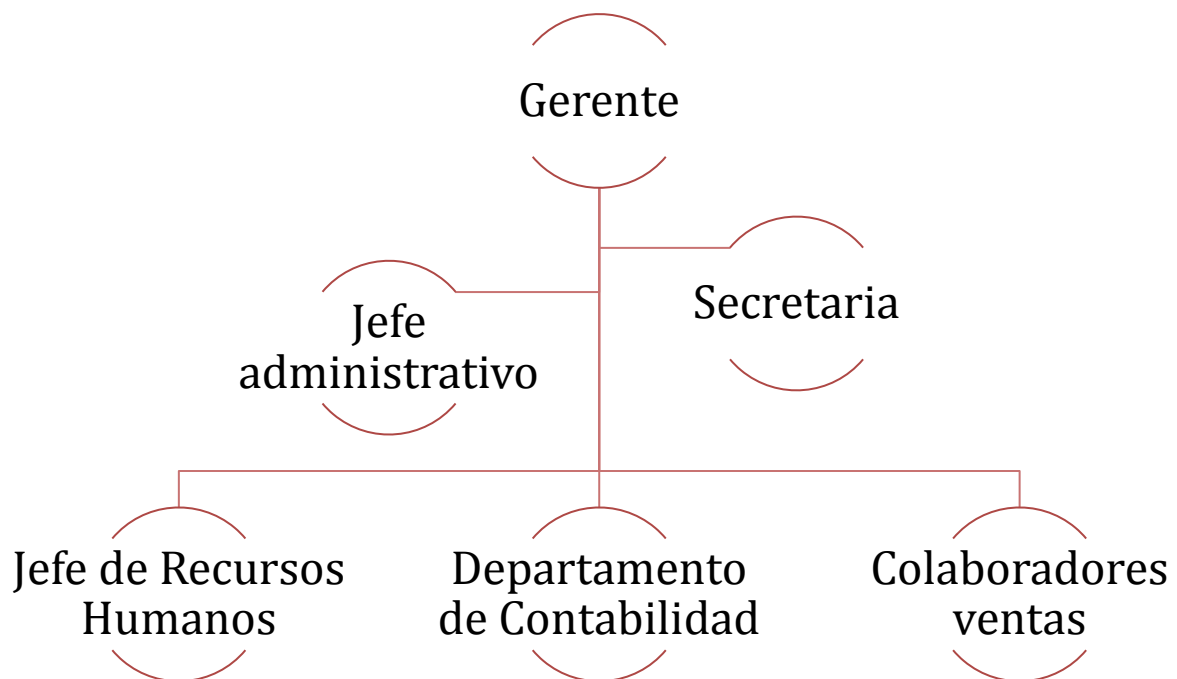 Gerente
Secretaria
Jefe
administrativo
Jefe de Recursos
Humanos
Departamento
de Contabilidad
Colaboradores
ventas